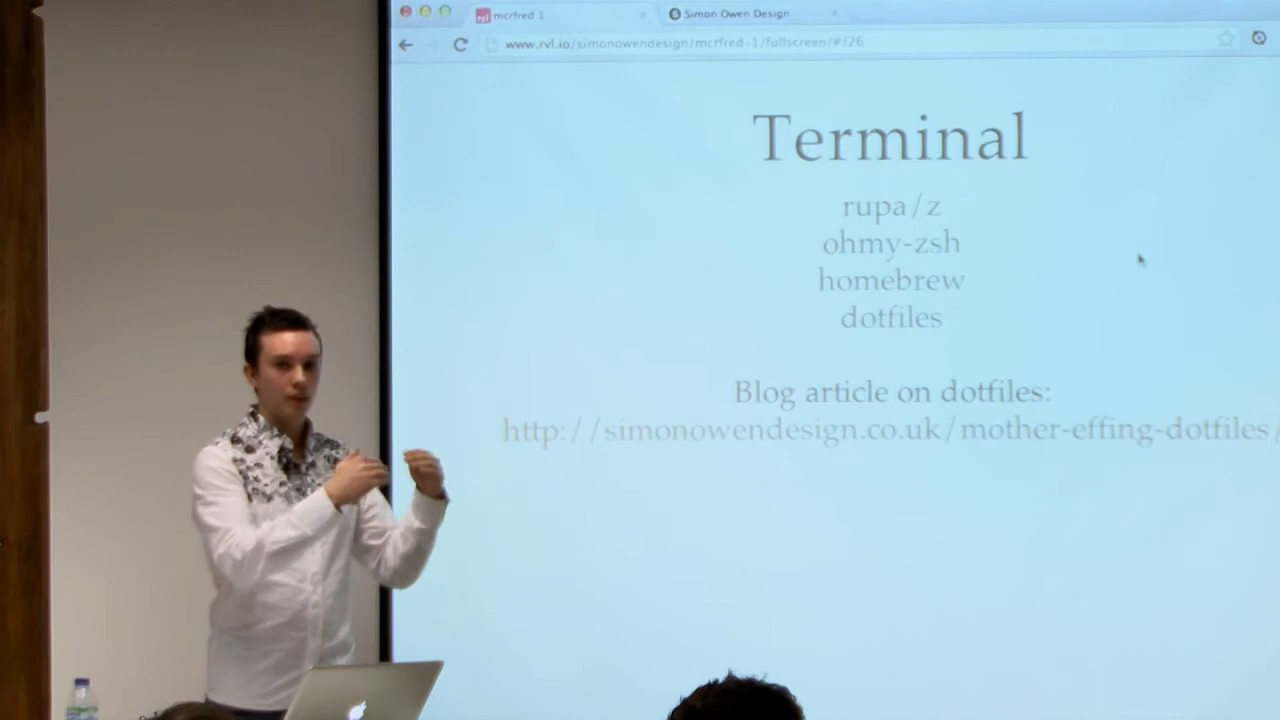 mcrfred 1
Simon Owen Design
www.rvl.io/simonowendesign/mcrfred-1/fullscreen/#/26
Terminal
rupa/z
ohmy-zsh
homebrew
dotfiles
Blog article on dotfiles:
http://simonowendesign.co.uk/mother-effing-dotfiles/